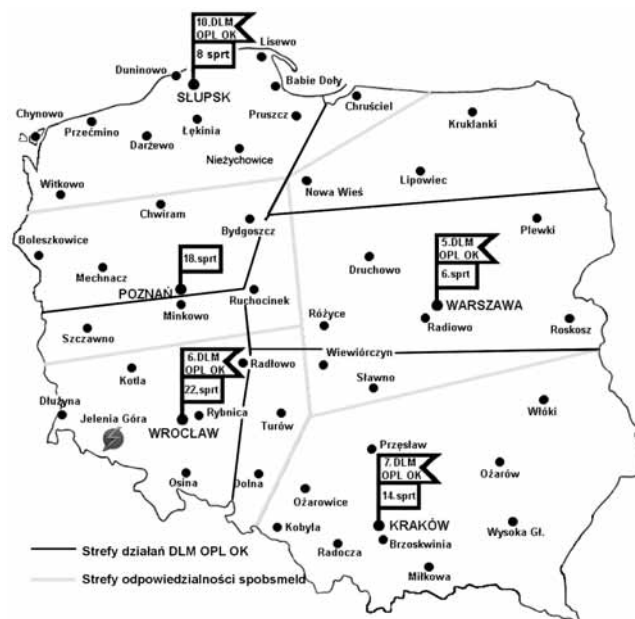 10.DLM
OPL OK
8 sprt
Lisewo
Duninowo
Babie Doły
SŁUPSK
Chruściel
Chynowo
Pruszcz
Kruklanki
Przećmino
Łękinia
Darżewo
Nieżychowice
Lipowiec
Nowa Wieś
Witkowo
Chwiram
Plewki
Bydgoszcz
Boleszkowice
5.DLM
OPL OK
18.sprt
Druchowo
6.sprt
Mechnacz
POZNAŃ
Ruchocinek
WARSZAWA
Minkowo
Różyce
Radiowo
Roskosz
Szczawno
6.DLM
OPL OK
Radłowo
Wiewiórczyn
Kotla
Sławno
22.sprt
Dłużyna
Włóki
Jelenia Góra
Rybnica
Turów
WROCŁAW
Przęsław
7.DLM
OPL OK
Ożarów
Osina
Dolna
14.sprt
Ożarowice
KRAKÓW
Kobyla
Brzoskwinia
Wysoka Gł.
Radocza
Miłkowa
Strefy działań DLM OPL OK
Strefy odpowiedzialności spobsmeld